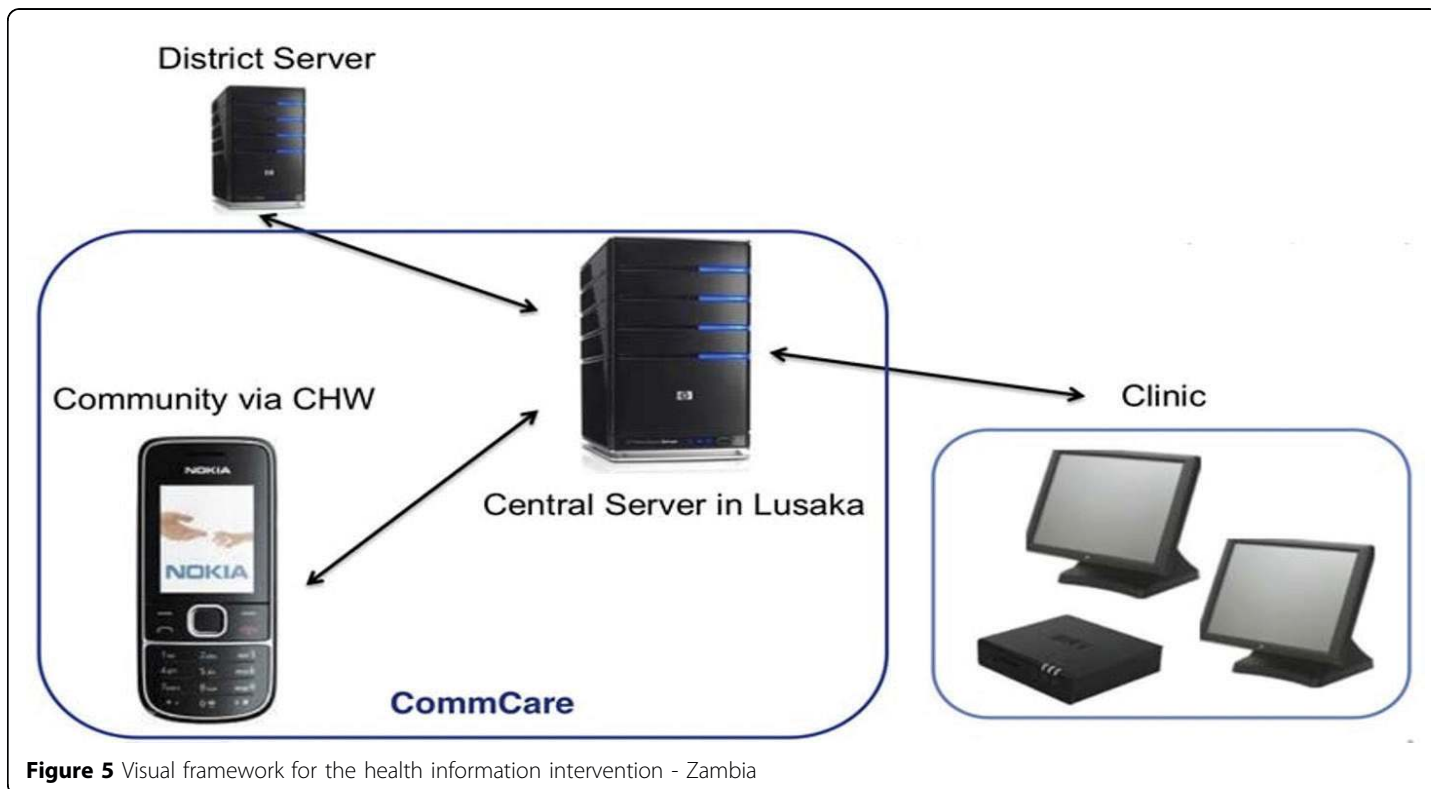 District Server
Community via CHW
NOKIA
NOKIA
Central Server in Lusaka
Clinic
CommCare
Figure 5 Visual framework for the health information intervention - Zambia